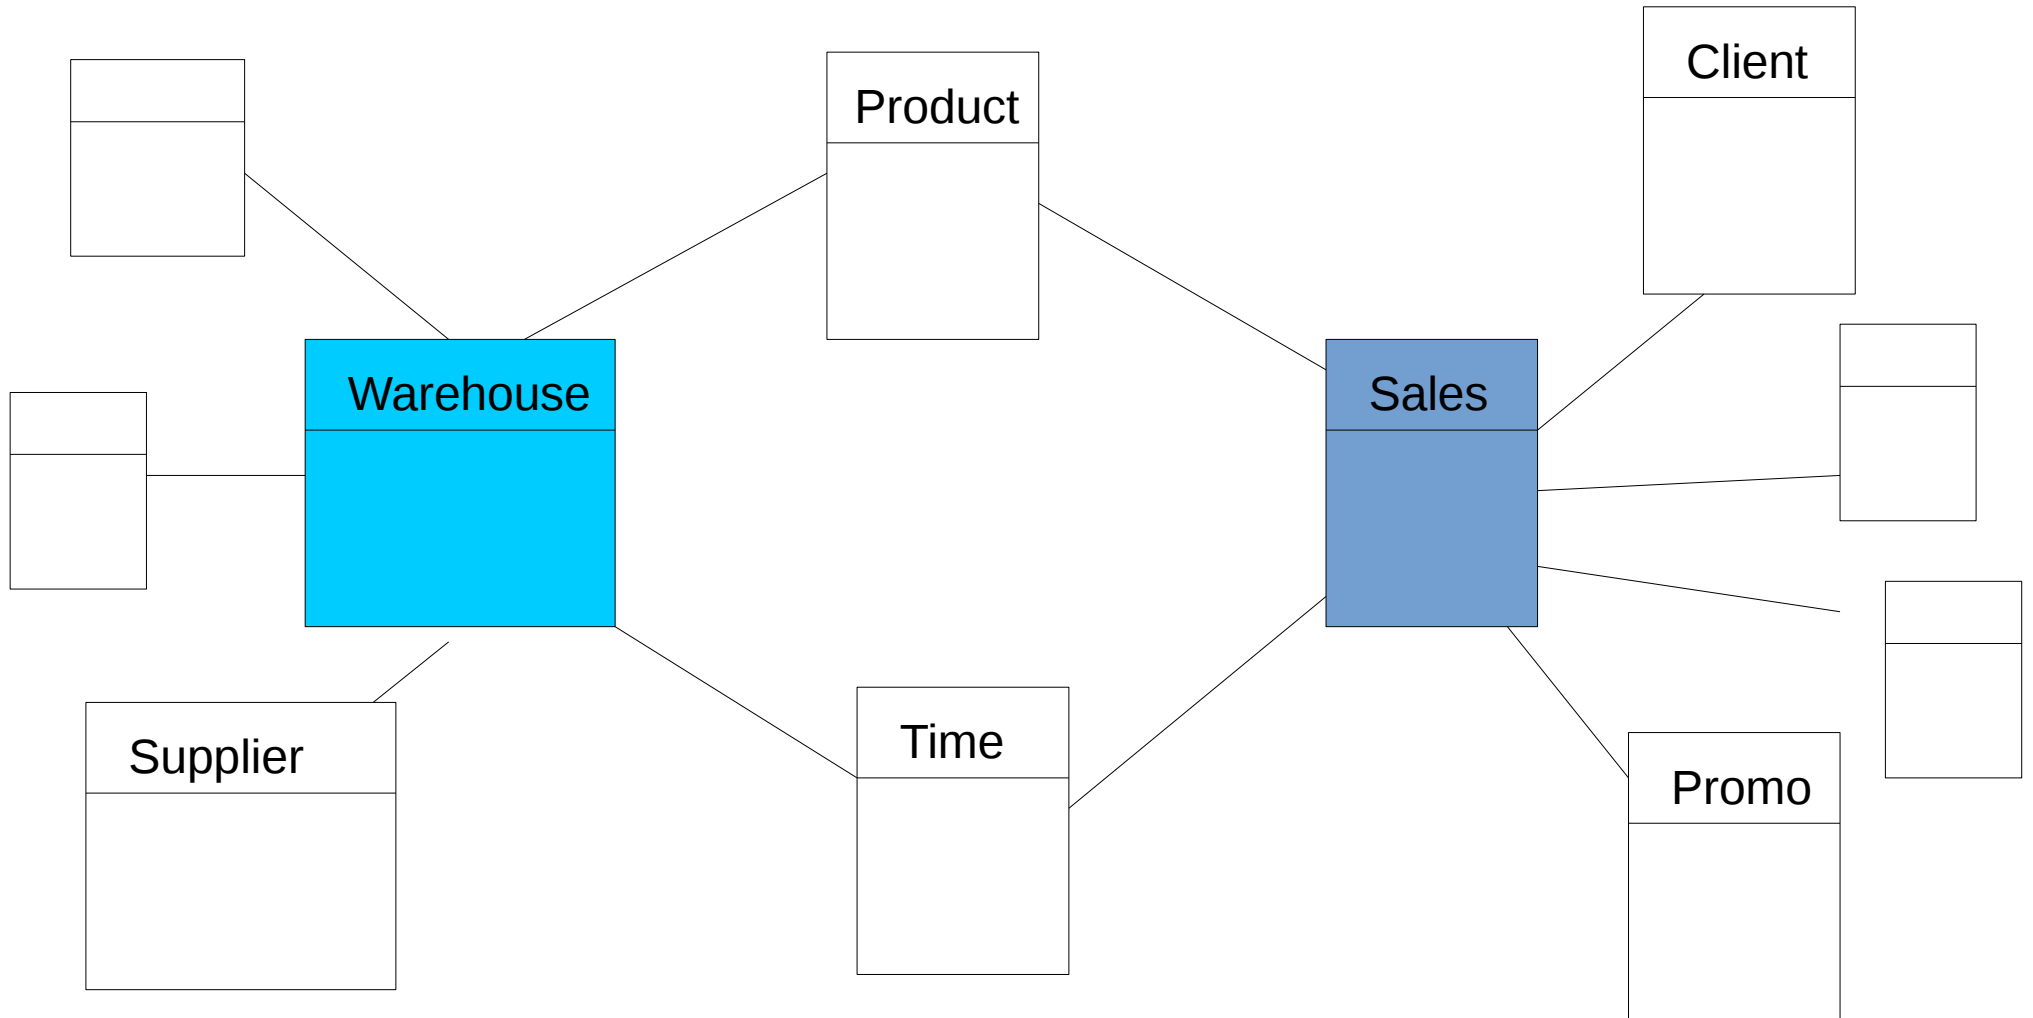 Client
Product
Warehouse
Sales
Supplier
Time
Promo